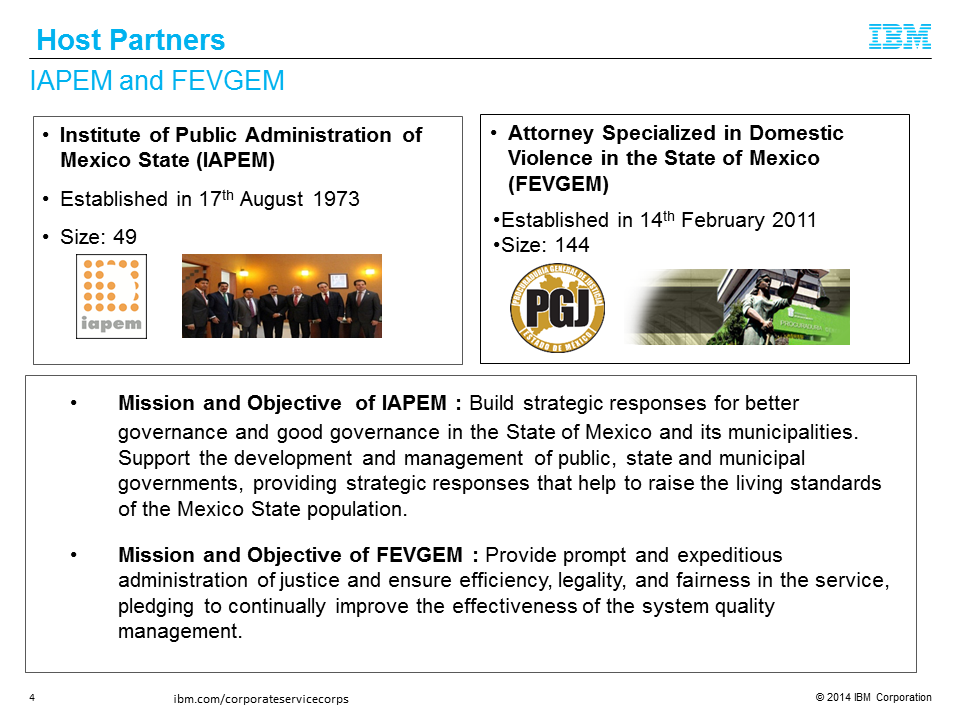 Host Partners
IBM
IAPEM and FEVGEM
• Institute of Public Administration of
Mexico State (IAPEM)
• Established in 17th August 1973
• Size: 49
iapem
• Attorney Specialized in Domestic
Violence in the State of Mexico
(FEVGEM)
•Established in 14th February 2011
•Size: 144
PROCURADURIA GENERAL DE JUSTICIA
PGJ
ESTADO DE MEXICO
• Mission and Objective of IAPEM : Build strategic responses for better
governance and good governance in the State of Mexico and its municipalities.
Support the development and management of public, state and municipal
governments, providing strategic responses that help to raise the living standards
of the Mexico State population.
• Mission and Objective of FEVGEM : Provide prompt and expeditious
administration of justice and ensure efficiency, legality, and fairness in the service,
pledging to continually improve the effectiveness of the system quality
management.
4
ibm.com/corporateservicecorps
© 2014 IBM Corporation